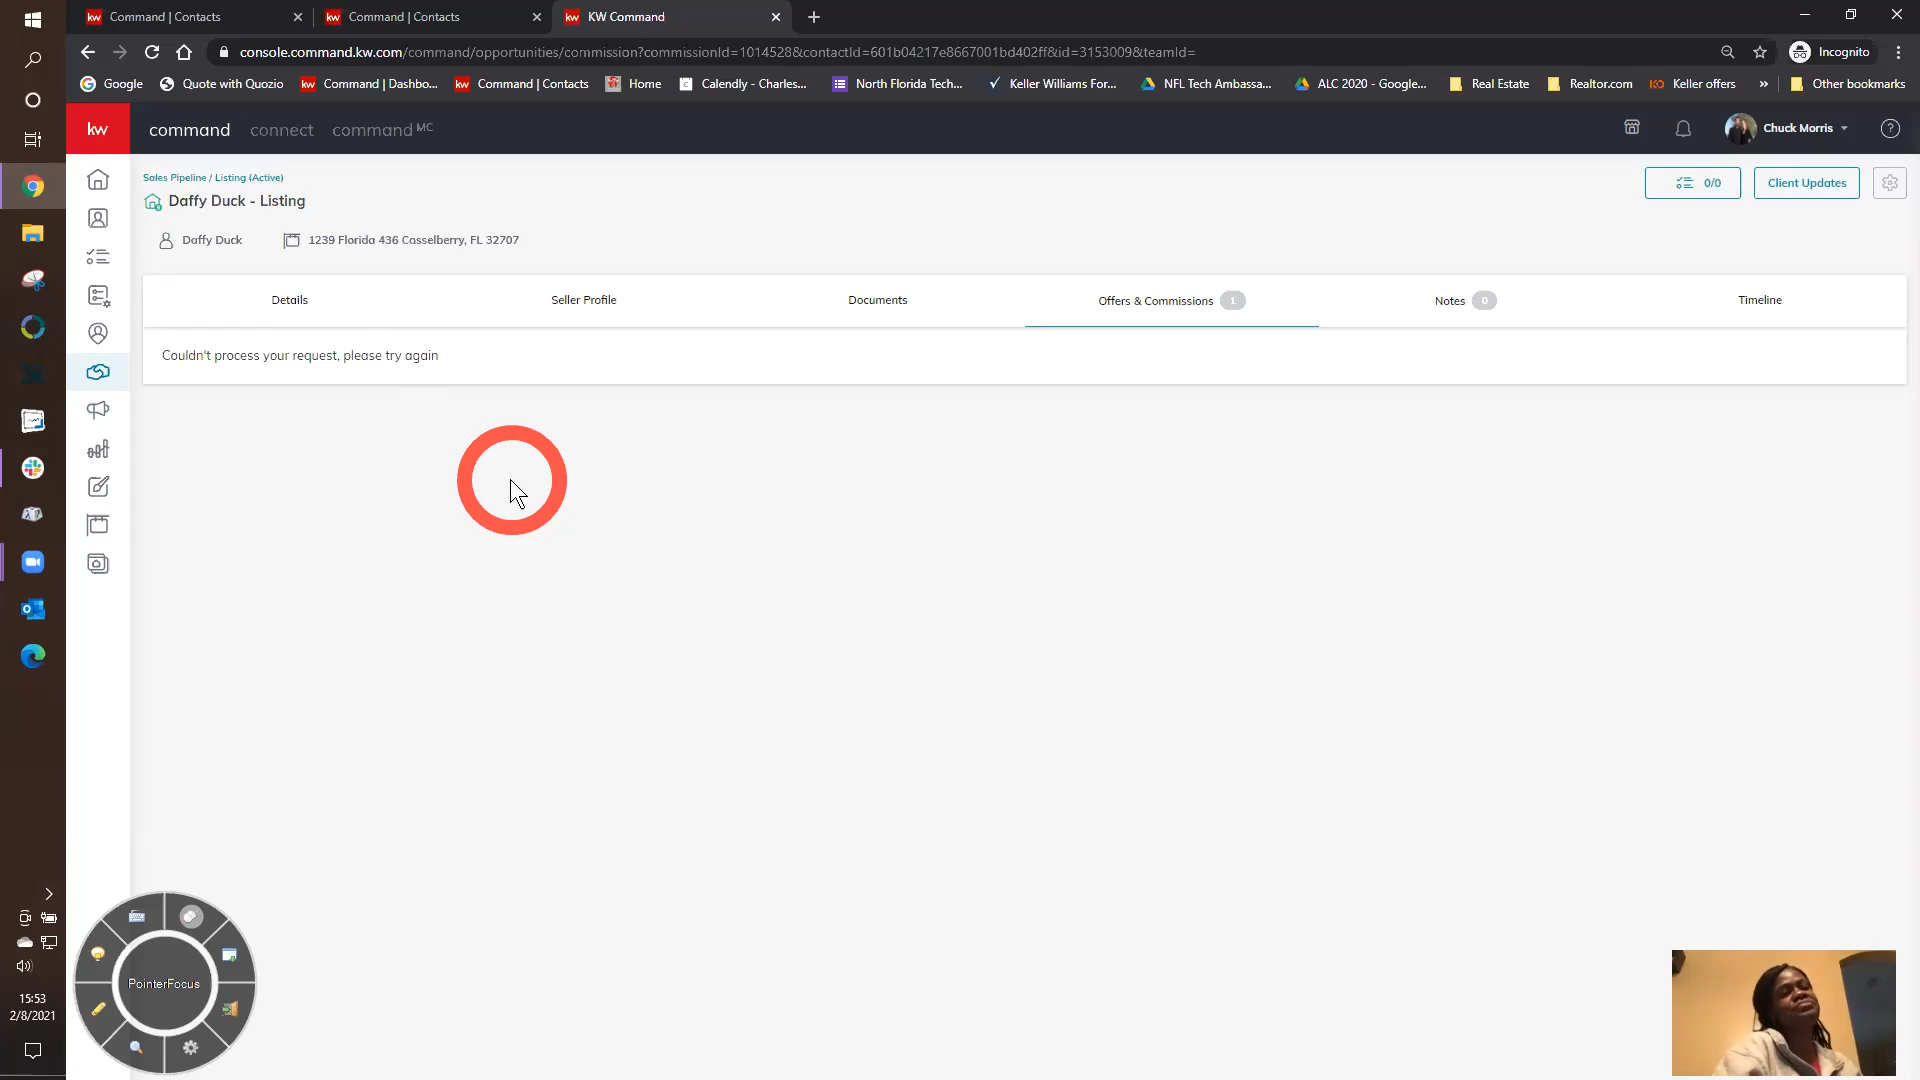 Command | Contacts
Command | Contacts
KW Command
console.command.kw.com/command/opportunities/commission?commissionId=1014528&contactId=601b04217e8667001bd402ff&id=3153009&teamId=
Incognito
Google
Quote with Quozio
Command | Dashbo...
Command | Contacts
Home
Calendly - Charles...
North Florida Tech...
Keller Williams For...
NFL Tech Ambassa...
ALC 2020 - Google...
Real Estate
Realtor.com
Keller offers
Other bookmarks
kw
command
connect
command MC
Chuck Morris
Sales Pipeline / Listing (Active)
0/0
Client Updates
Daffy Duck - Listing
Daffy Duck
1239 Florida 436 Casselberry, FL 32707
Details
Seller Profile
Documents
Offers & Commissions 1
Notes 0
Timeline
Couldn't process your request, please try again
PointerFocus
15:53
2/8/2021